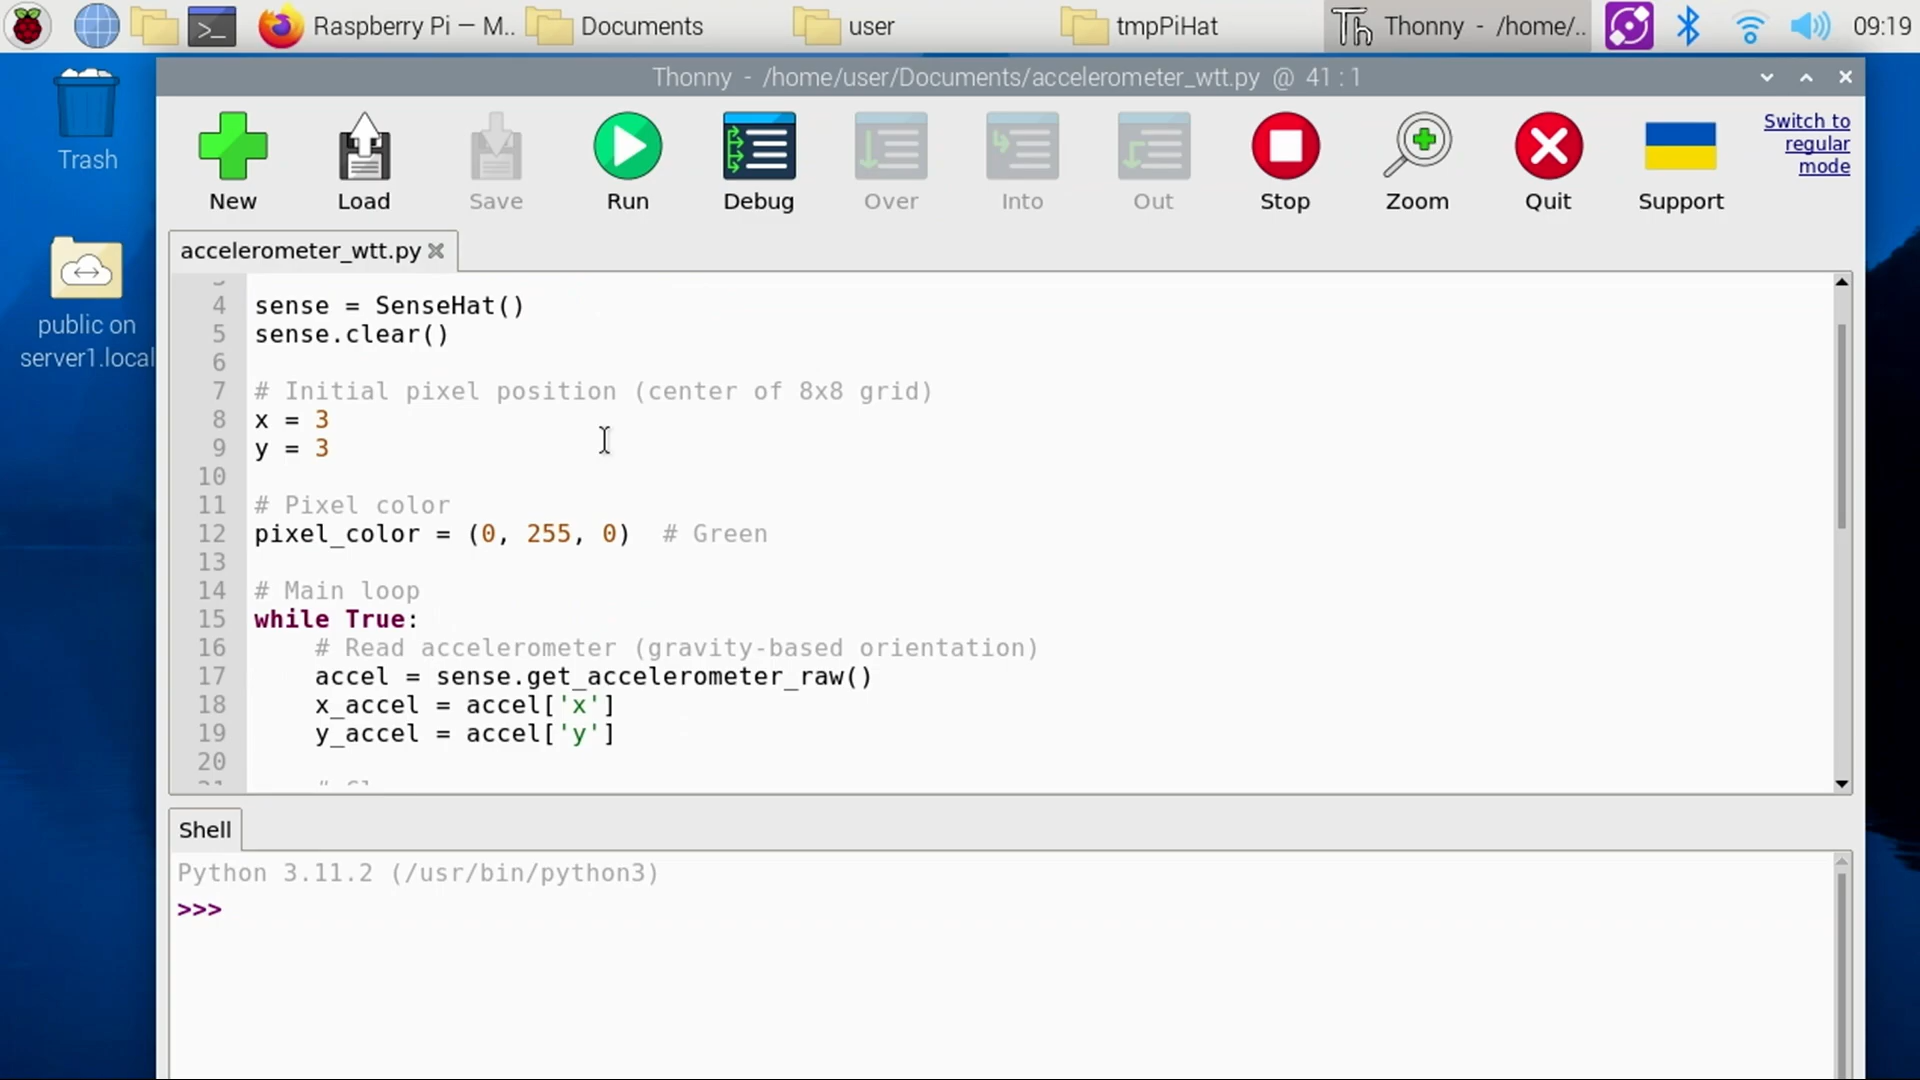 Raspberry Pi — M..
Documents
user
tmpPiHat
Thonny - /home/..
09:19
Thonny - /home/user/Documents/accelerometer_wtt.py @ 41 : 1
Trash
public on
server1.local
New
Load
Save
Run
Debug
Over
Into
Out
Stop
Zoom
Quit
Support
Switch to
regular
mode
accelerometer_wtt.py
4 sense = SenseHat()
5 sense.clear()
6
7 # Initial pixel position (center of 8x8 grid)
8 x = 3
9 y = 3
10
11 # Pixel color
12 pixel_color = (0, 255, 0)  # Green
13
14 # Main loop
15 while True:
16     # Read accelerometer (gravity-based orientation)
17     accel = sense.get_accelerometer_raw()
18     x_accel = accel['x']
19     y_accel = accel['y']
20
Shell
Python 3.11.2 (/usr/bin/python3)
>>>